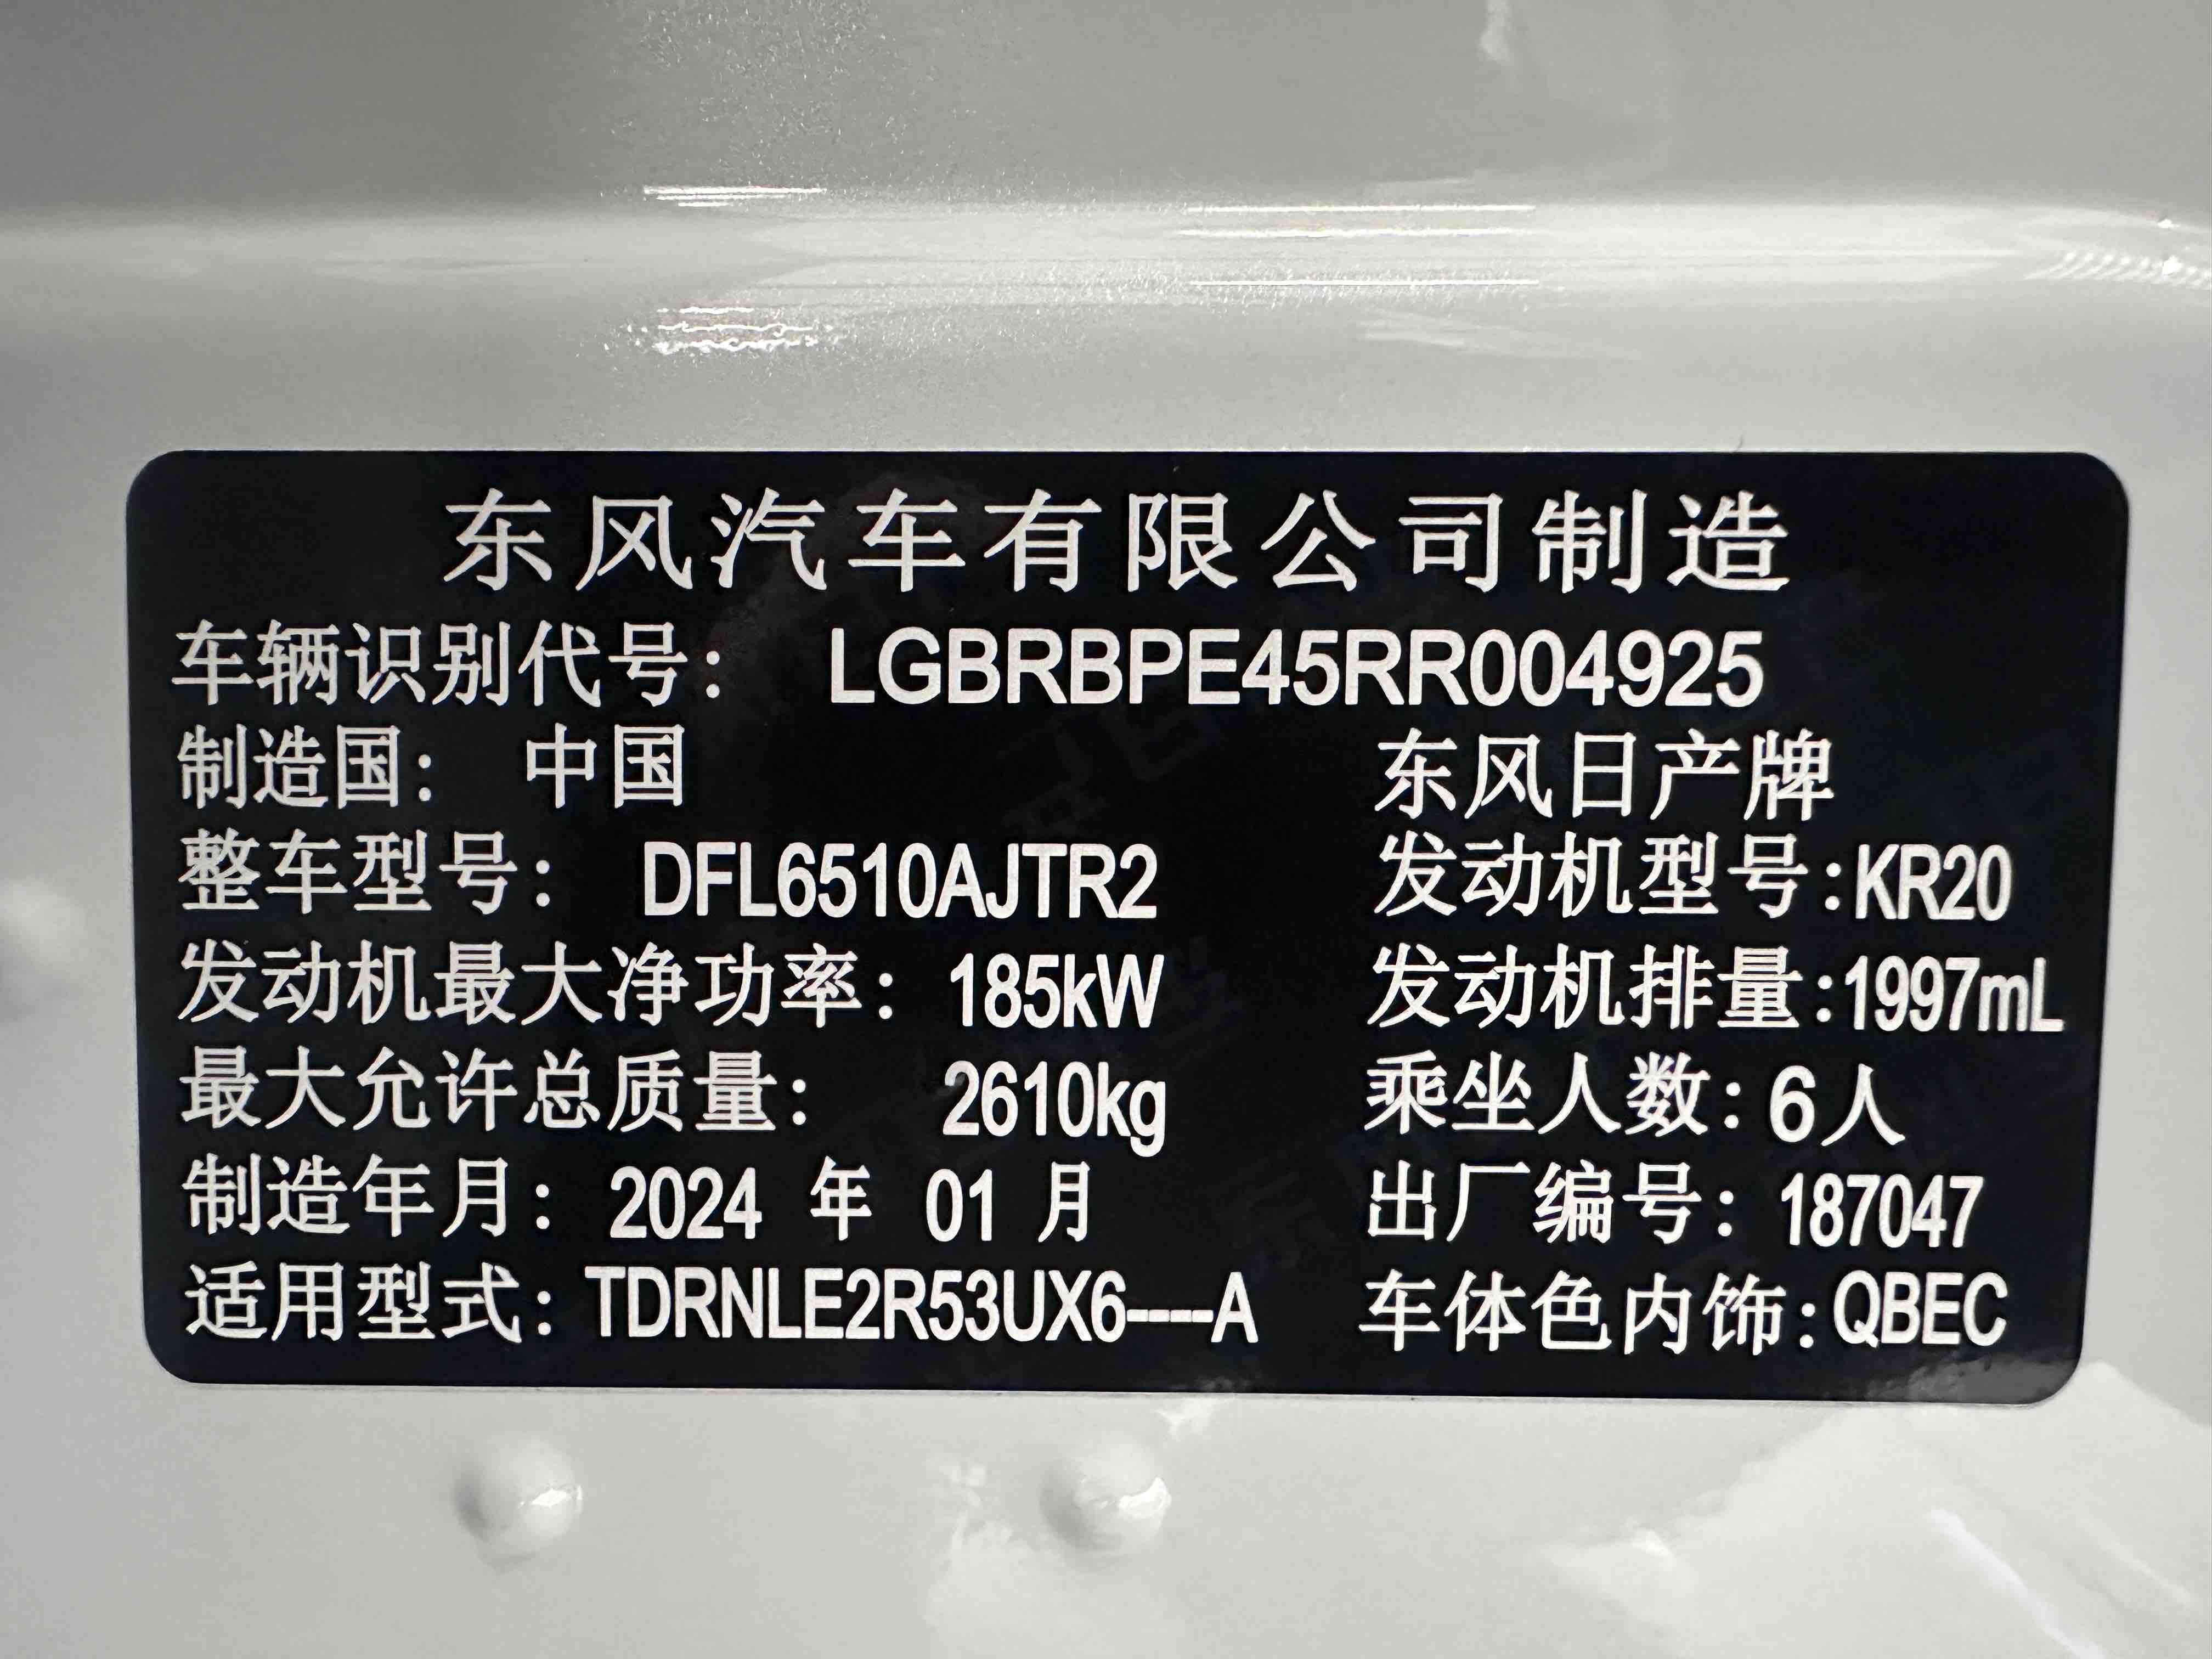 东风汽车有限公司制造
车辆识别代号： LGBRBPE45RR004925
制造国： 中国 东风日产牌
整车型号： DFL6510AJTR2 发动机型号:KR20
发动机最大净功率： 185kW 发动机排量:1997mL
最大允许总质量： 2610kg 乘坐人数：6人
制造年月：2024 年 01 月 出厂编号：187047
适用型式：TDRNLE2R53UX6----A 车体色内饰:QBEC